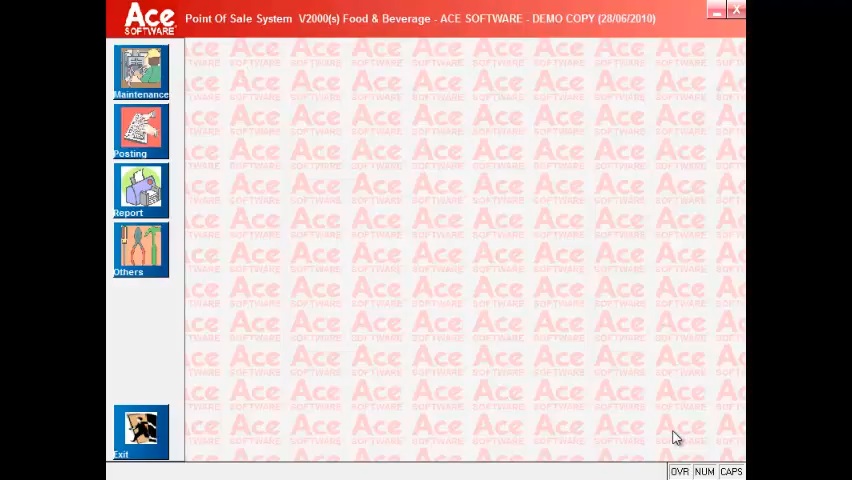 Ace
SOFTWARE
Point Of Sale System V2000(s) Food & Beverage - ACE SOFTWARE - DEMO COPY (28/06/2010)
Maintenance
Posting
Report
Others
Exit
OVR NUM CAPS